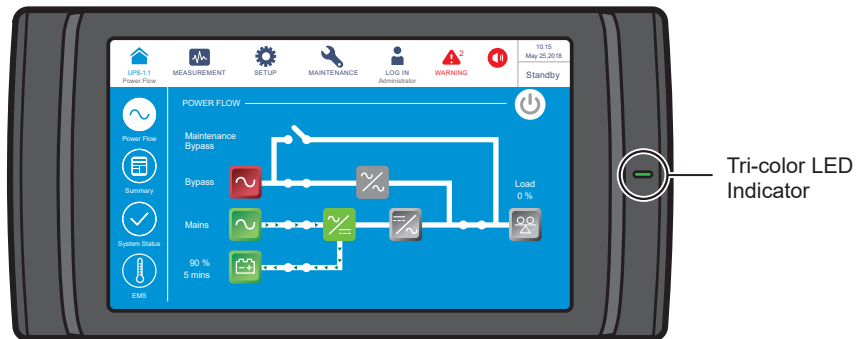 UPS-1.1
Power Flow
MEASUREMENT
SETUP
MAINTENANCE
LOG IN
Administrator
2
WARNING
10:15
May 25,2018
Standby
POWER FLOW
Power Flow
Summary
System Status
EMS
Maintenance
Bypass
Bypass
Mains
90 %
5 mins
Load
0 %
Tri-color LED
Indicator